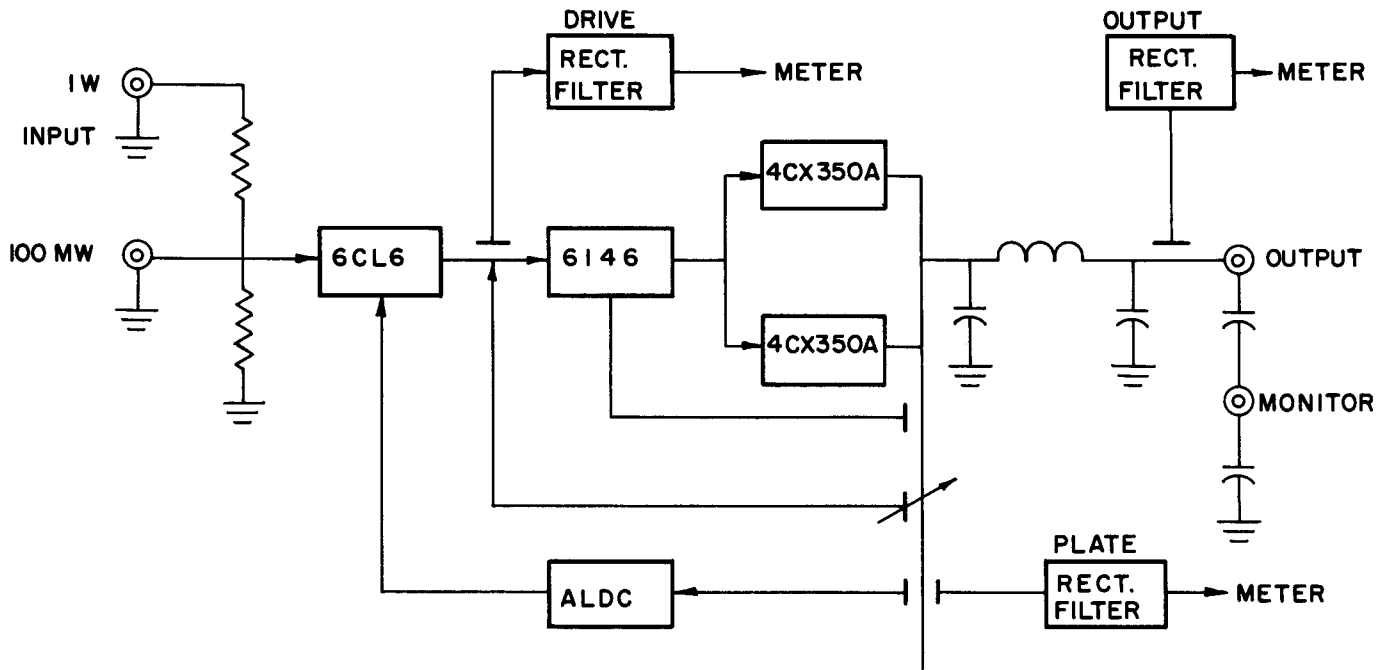 DRIVE
RECT.
FILTER
METER
OUTPUT
RECT.
FILTER
METER
1W
INPUT
100 MW
6CL6
6146
4CX350A
4CX350A
OUTPUT
MONITOR
ALDC
PLATE
RECT.
FILTER
METER